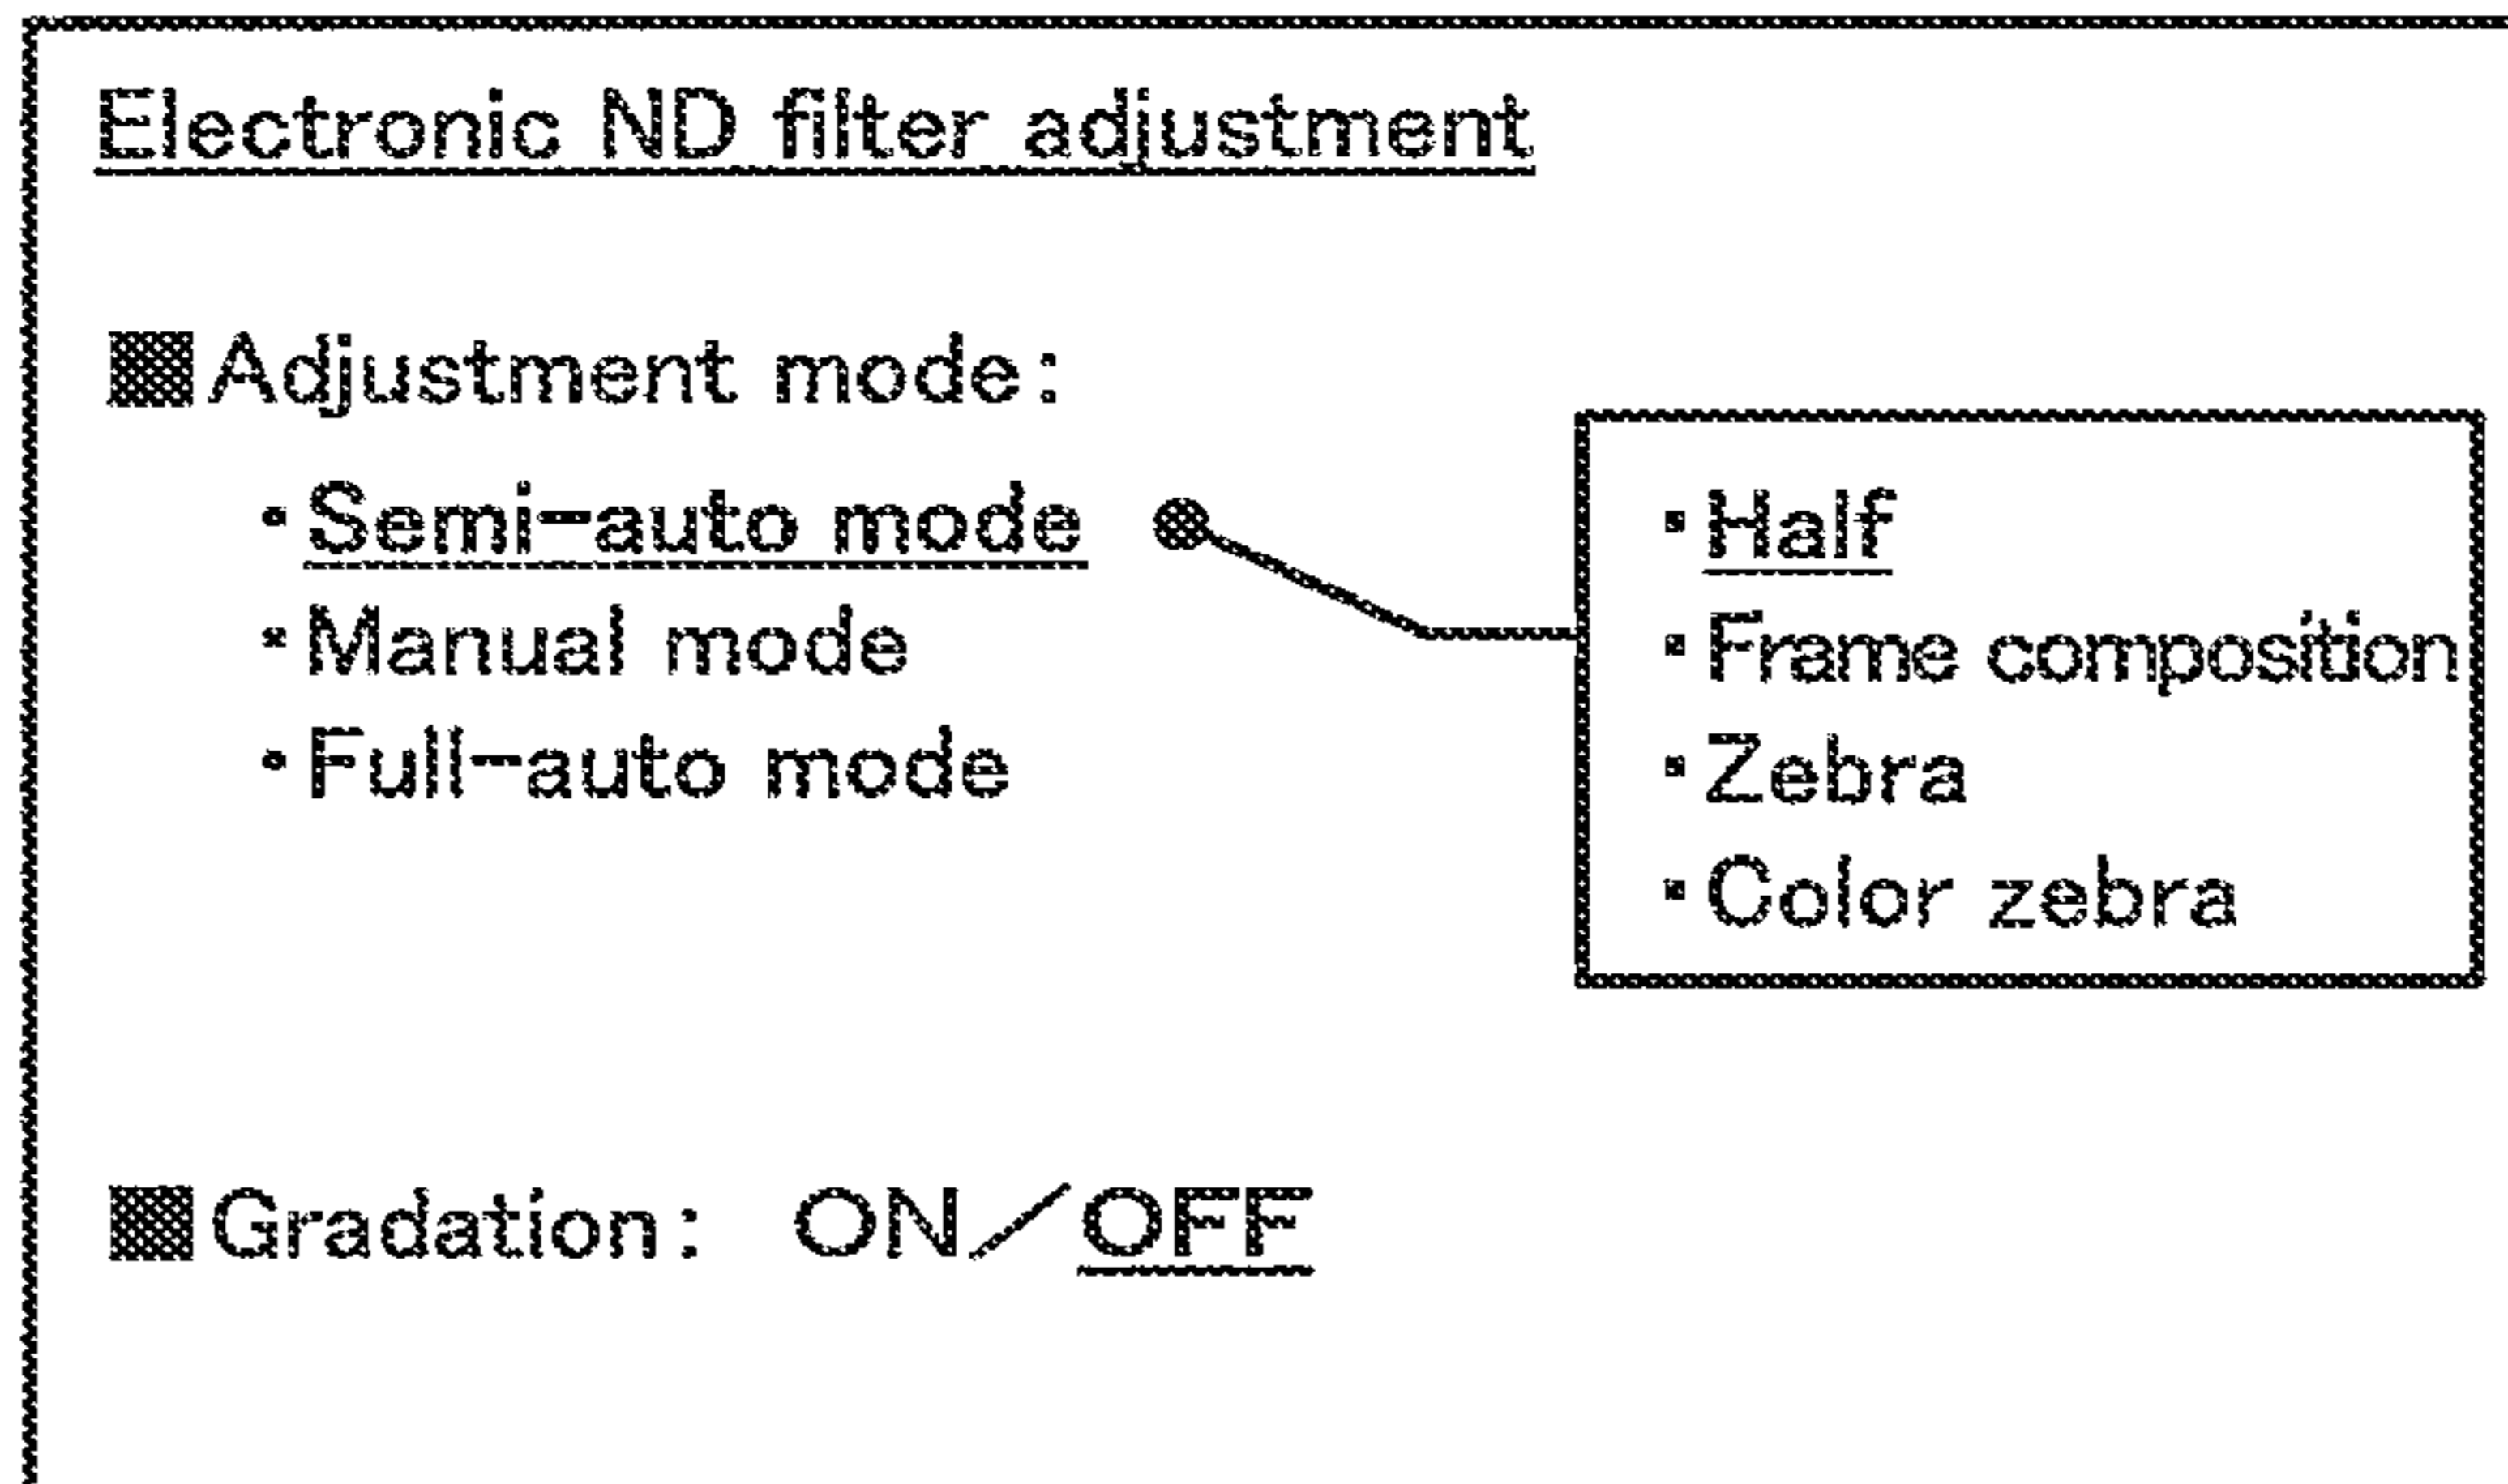 Electronic ND filter adjustment
■Adjustment mode:
・Semi-auto mode
・Manual mode
・Full-auto mode
・Half
・Frame composition
・Zebra
・Color zebra
■Gradation: ON/OFF